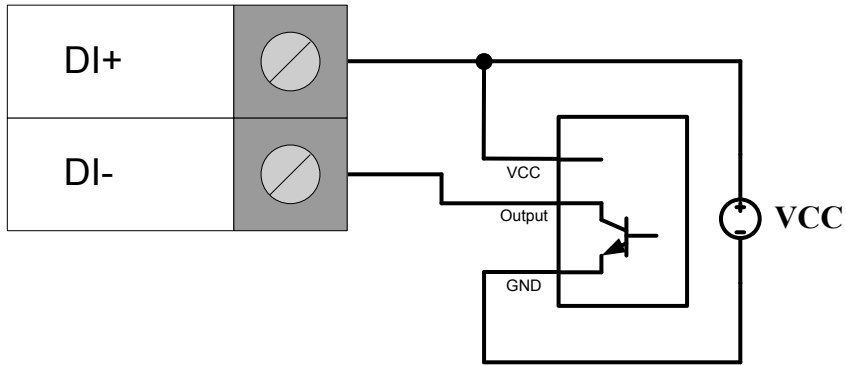 DI+
DI-
VCC
Output
GND
VCC